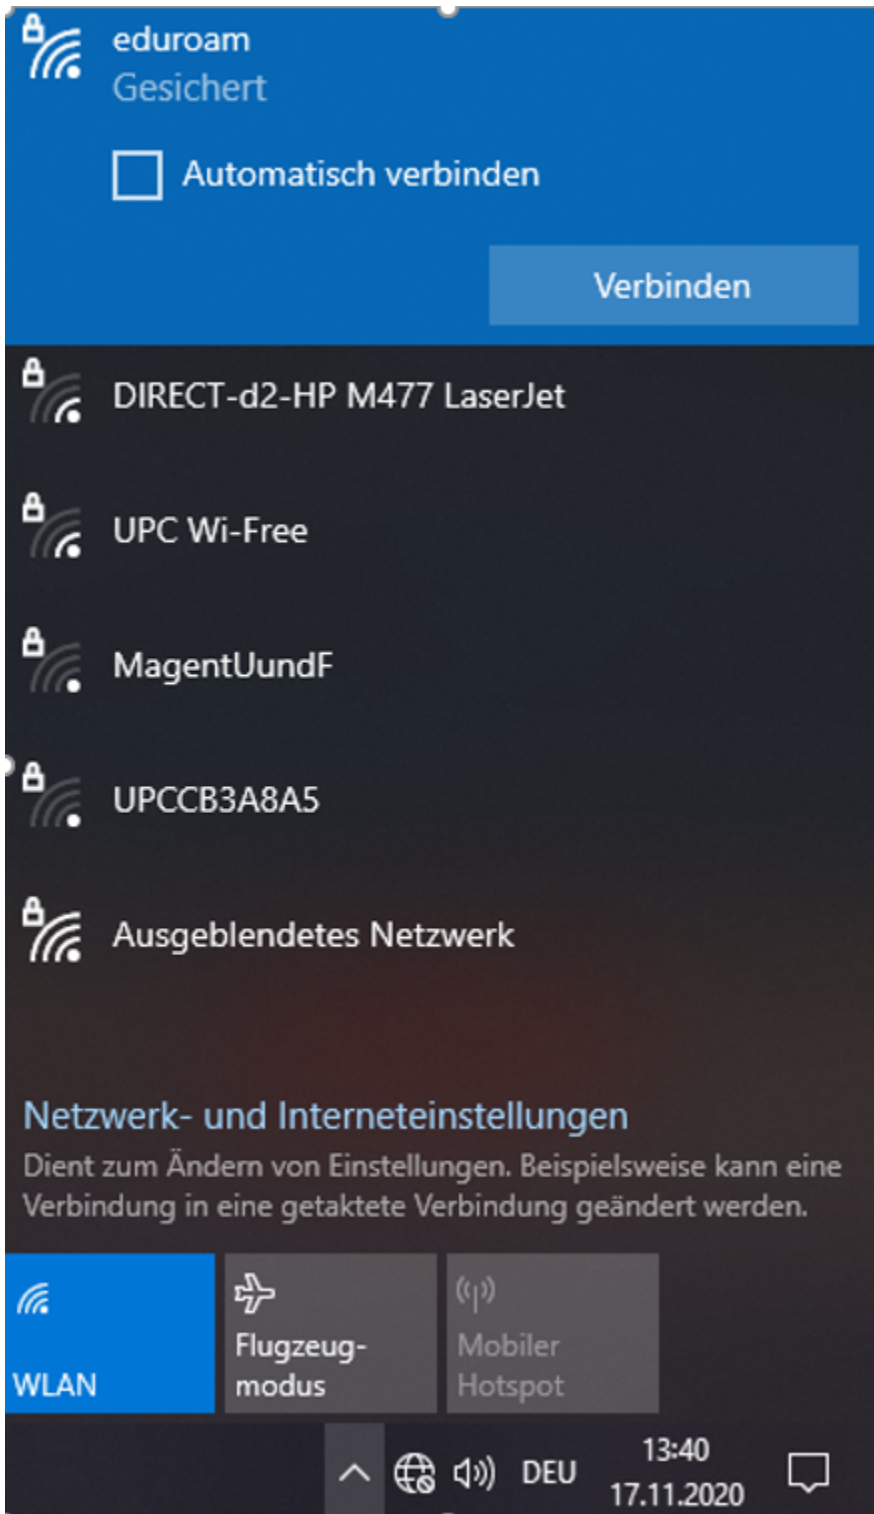 eduroam
Gesichert
Automatisch verbinden
Verbinden
DIRECT-d2-HP M477 LaserJet
UPC Wi-Free
MagentUundF
UPCCB3A8A5
Ausgeblendetes Netzwerk
Netzwerk- und Interneteinstellungen
Dient zum Ändern von Einstellungen. Beispielsweise kann eine
Verbindung in eine getaktete Verbindung geändert werden.
WLAN
Flugzeug-
modus
Mobiler
Hotspot
DEU
13:40
17.11.2020